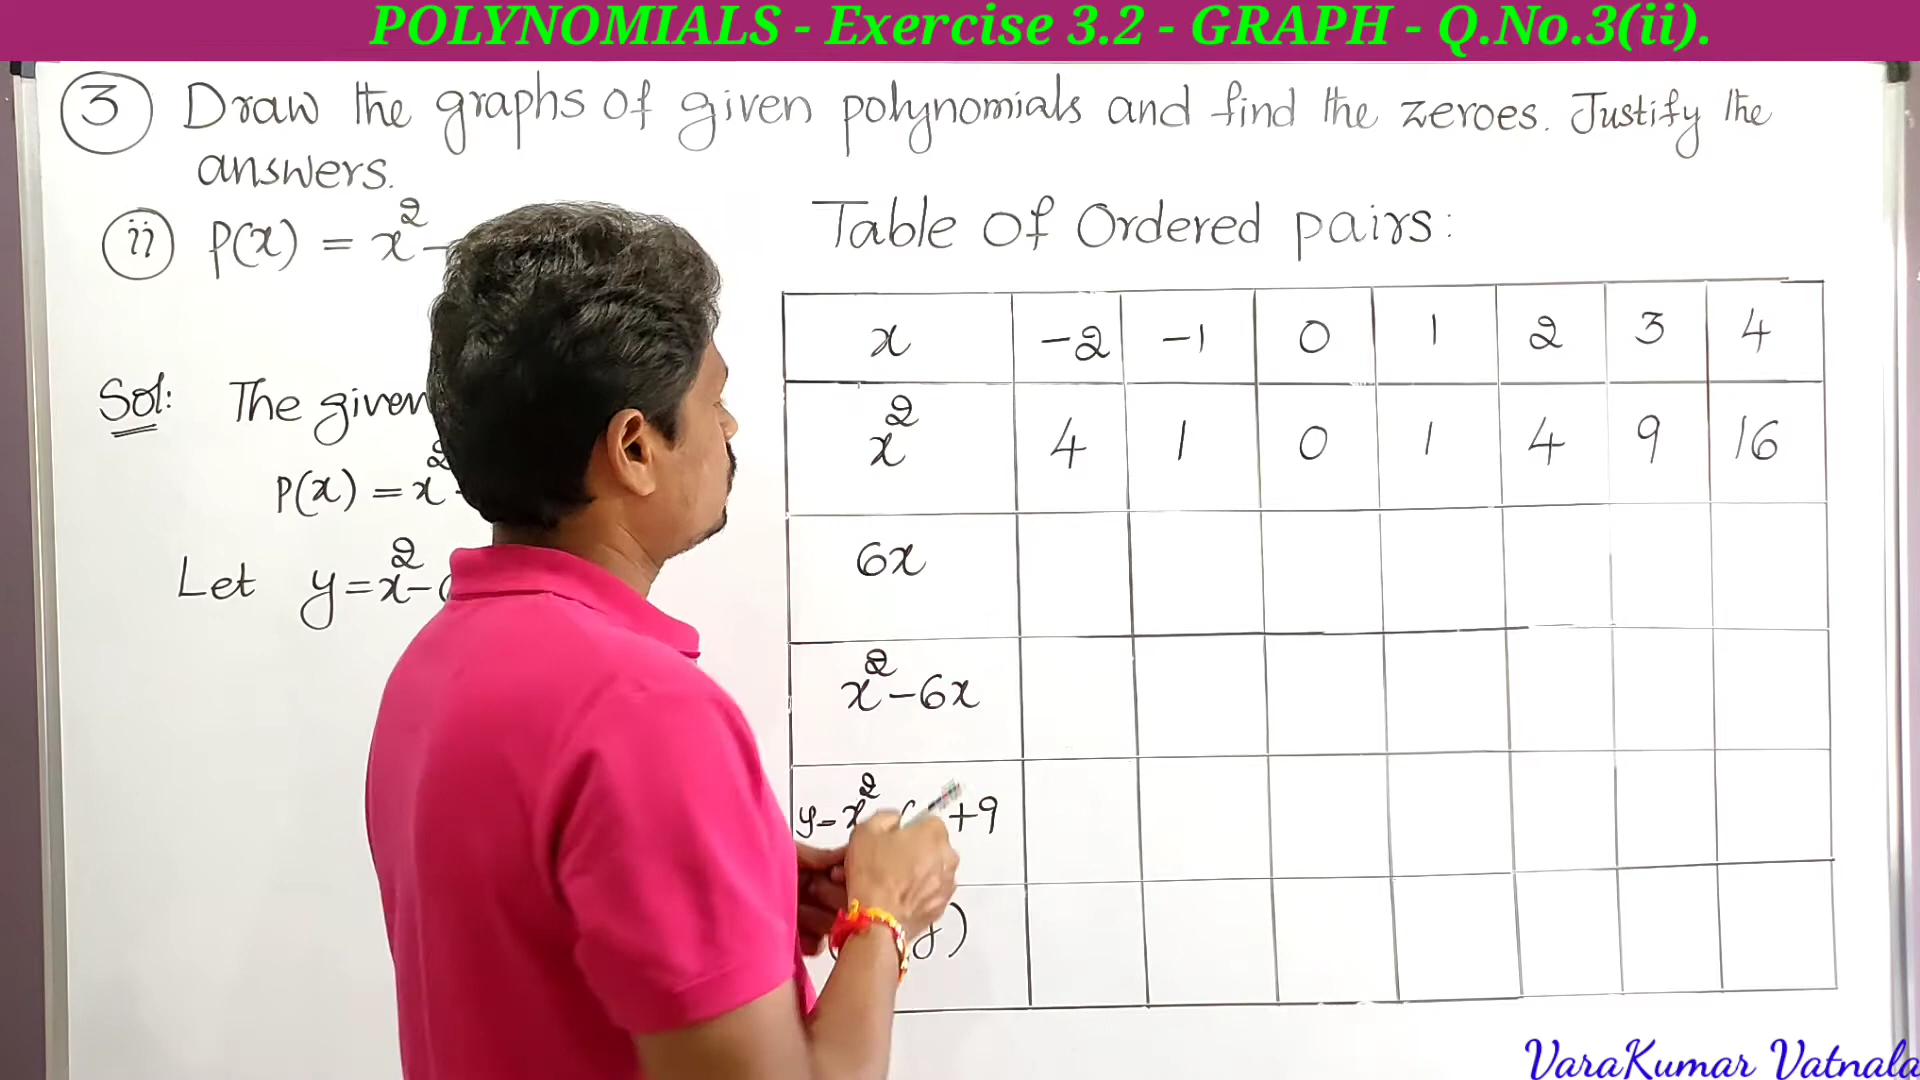 POLYNOMIALS - Exercise 3.2 - GRAPH - Q.No.3(ii).
3 Draw the graphs of given polynomials and find the zeroes. Justify the
answers.
ii P(x) = x² -
Table of Ordered pairs:
x -2 -1 0 1 2 3 4
Sol: The given
x² 4 1 0 1 4 9 16
P(x) = x²
6x
Let y = x² -
x² - 6x
y = x² +9
y)
VaraKumar Vatnala